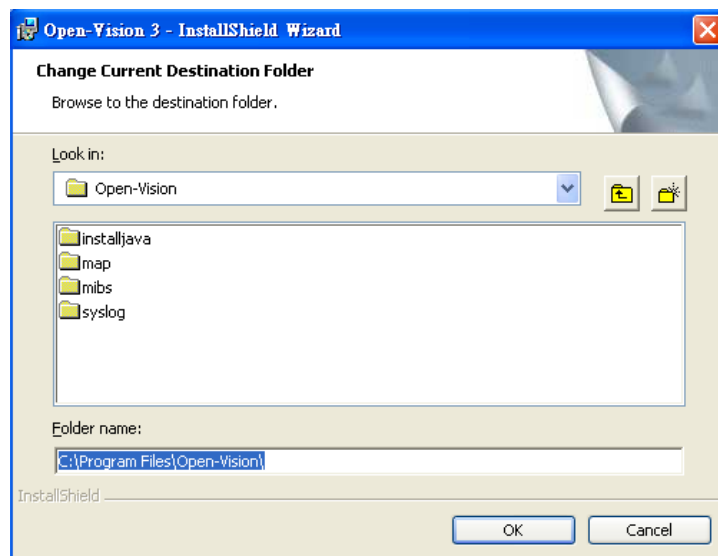 Open-Vision 3 - InstallShield Wizard
Change Current Destination Folder
Browse to the destination folder.
Look in:
Open-Vision
installjava
map
mibs
syslog
Folder name:
C:\Program Files\Open-Vision\
InstallShield
OK
Cancel